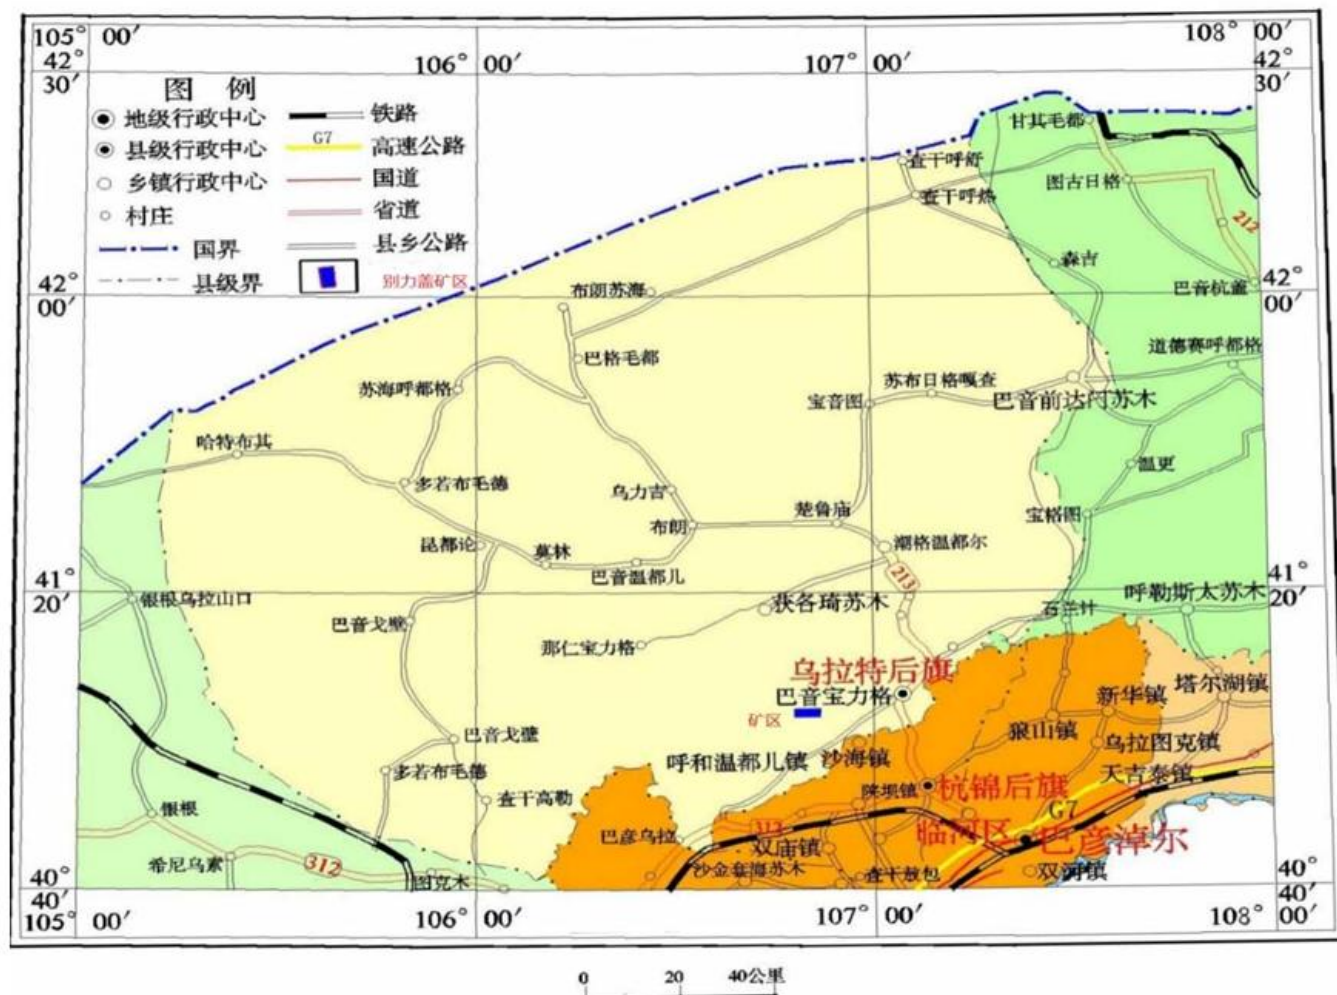 105° 00′
106° 00′
107° 00′
108° 00′
42° 30′
42° 30′
图 例
地级行政中心
铁路
县级行政中心
G7
高速公路
乡镇行政中心
国道
村庄
省道
国界
县乡公路
县级界
别力盖矿区
甘其毛都
查干呼舒
图古日格
查干呼热
212
森吉
42° 00′
布朗苏海
巴音杭盖
42° 00′
巴格毛都
道德赛呼都格
苏海呼都格
苏布日格嘎查
宝音图
巴音前达门苏木
哈特布其
温更
多若布毛德
乌力吉
楚鲁庙
宝格图
布朗
昆都论
莫林
潮格温都尔
巴音温都儿
41° 20′
213
41° 20′
银根乌拉山口
获各琦苏木
石兰计
呼勒斯太苏木
巴音戈壁
那仁宝力格
乌拉特后旗
巴音宝力格
新华镇
塔尔湖镇
矿区
狼山镇
巴音戈壁
呼和温都儿镇
沙海镇
乌拉图克镇
多若布毛德
天吉泰镇
查干高勒
陕坝镇
杭锦后旗
银根
G7
巴彦乌拉
313
临河区
巴彦淖尔
双庙镇
希尼乌素
312
图克木
沙金套海苏木
查干敖包
双河镇
40° 40′
40° 40′
105° 00′
106° 00′
107° 00′
108° 00′
0 20 40公里